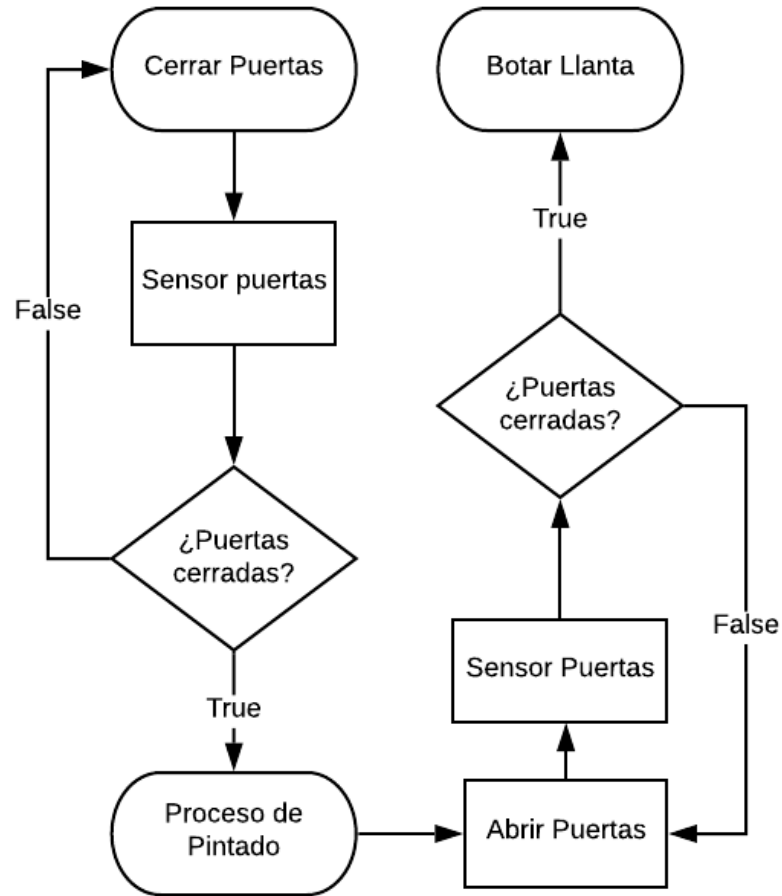 Cerrar Puertas
Sensor puertas
False
¿Puertas
cerradas?
True
Proceso de
Pintado
Abrir Puertas
Sensor Puertas
False
¿Puertas
cerradas?
True
Botar Llanta